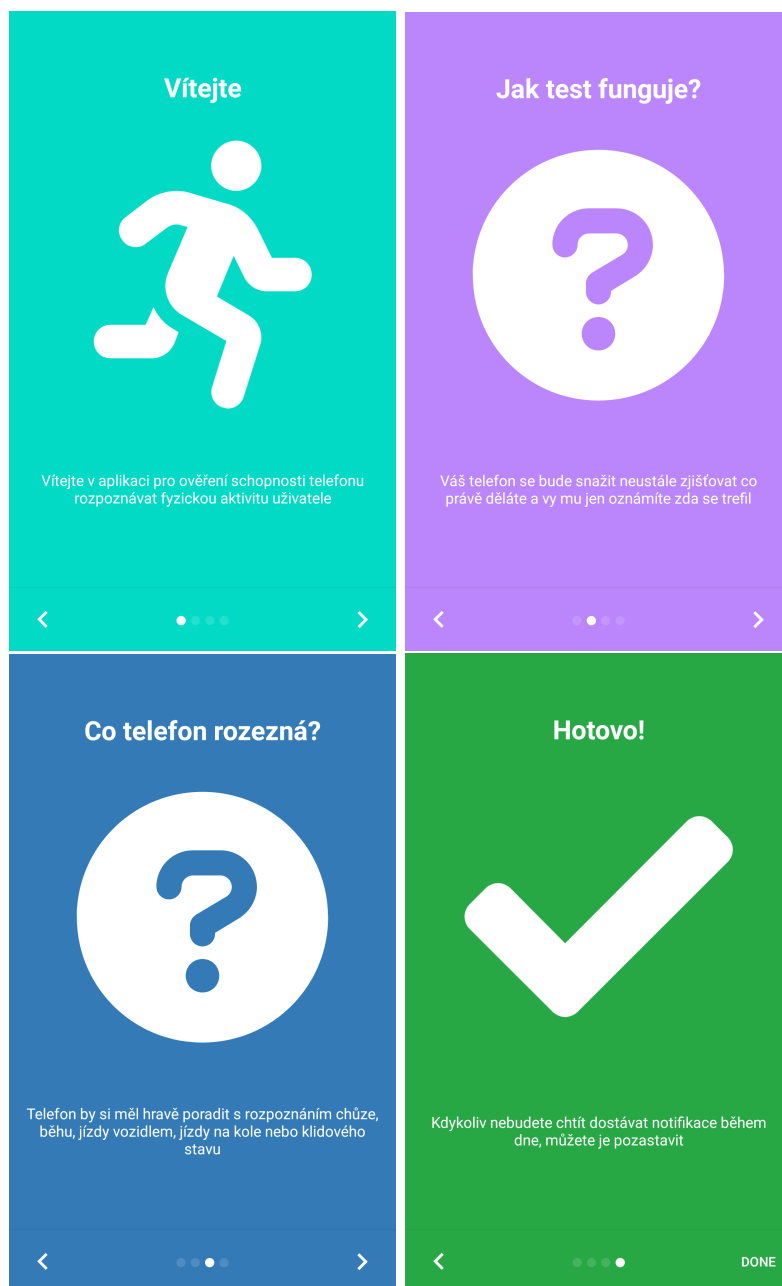 Vítejte
Vítejte v aplikaci pro ověření schopnosti telefonu
rozpoznávat fyzickou aktivitu uživatele
Jak test funguje?
Váš telefon se bude snažit neustále zjišťovat co
právě děláte a vy mu jen oznámíte zda se trefil
Co telefon rozezná?
Telefon by si měl hravě poradit s rozpoznáním chůze,
běhu, jízdy vozidlem, jízdy na kole nebo klidového
stavu
Hotovo!
Kdykoliv nebudete chtít dostávat notifikace během
dne, můžete je pozastavit
DONE